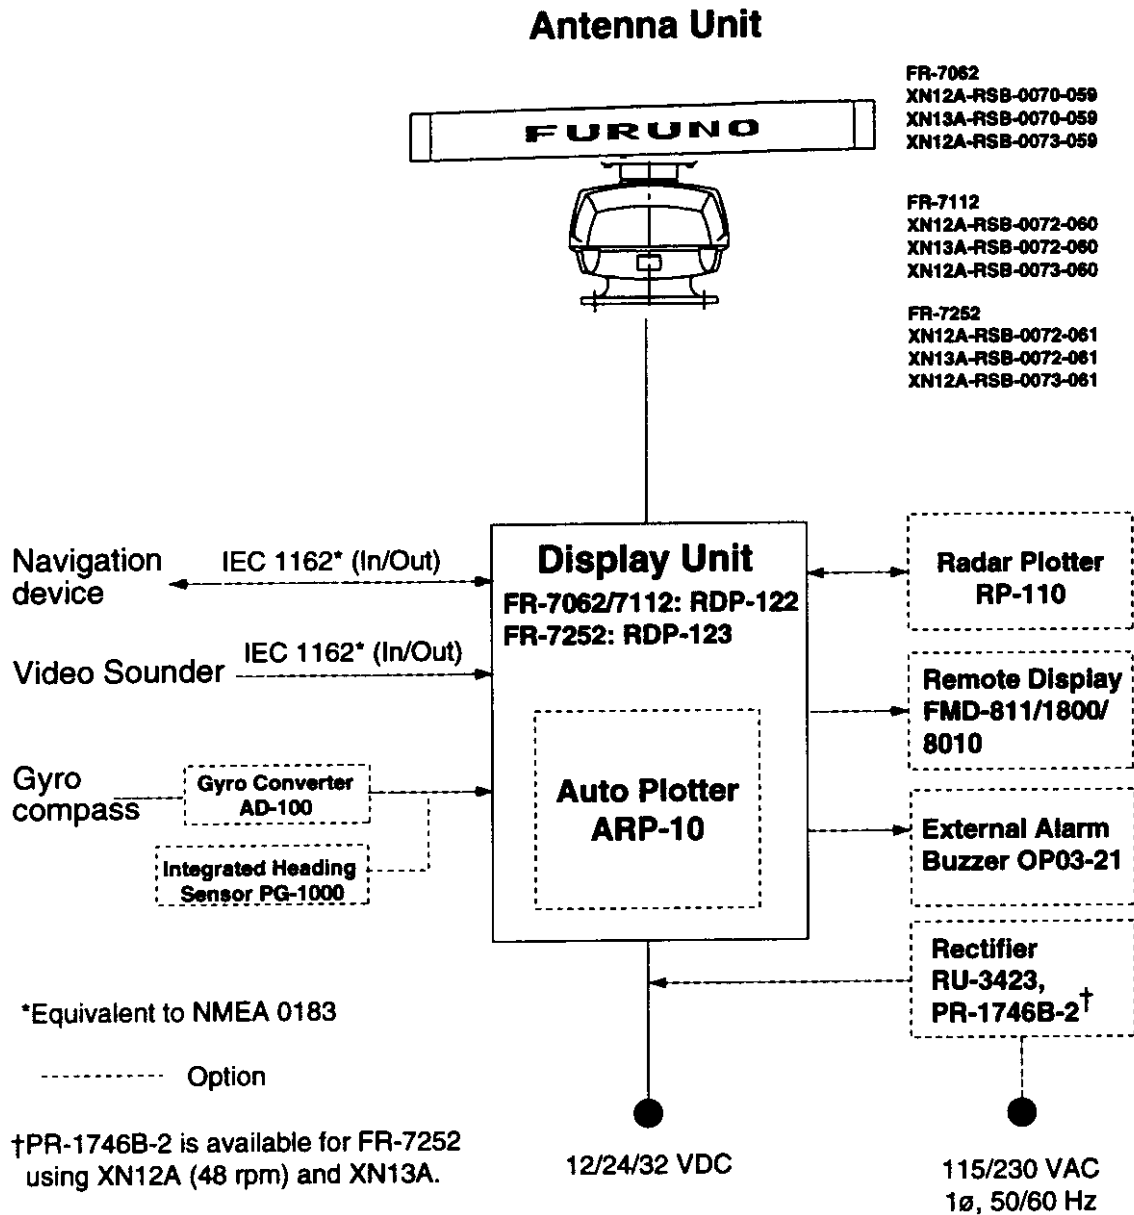 Antenna Unit
FURUNO
FR-7062
XN12A-RSB-0070-059
XN13A-RSB-0070-059
XN12A-RSB-0073-059
FR-7112
XN12A-RSB-0072-060
XN13A-RSB-0072-060
XN12A-RSB-0073-060
FR-7252
XN12A-RSB-0072-061
XN13A-RSB-0072-061
XN12A-RSB-0073-061
Navigation
device
IEC 1162* (In/Out)
Video Sounder
IEC 1162* (In/Out)
Gyro
compass
Gyro Converter
AD-100
Integrated Heading
Sensor PG-1000
Display Unit
FR-7062/7112: RDP-122
FR-7252: RDP-123
Auto Plotter
ARP-10
Radar Plotter
RP-110
Remote Display
FMD-811/1800/
8010
External Alarm
Buzzer OP03-21
Rectifier
RU-3423,
PR-1746B-2†
*Equivalent to NMEA 0183
Option
†PR-1746B-2 is available for FR-7252
using XN12A (48 rpm) and XN13A.
12/24/32 VDC
115/230 VAC
1ø, 50/60 Hz